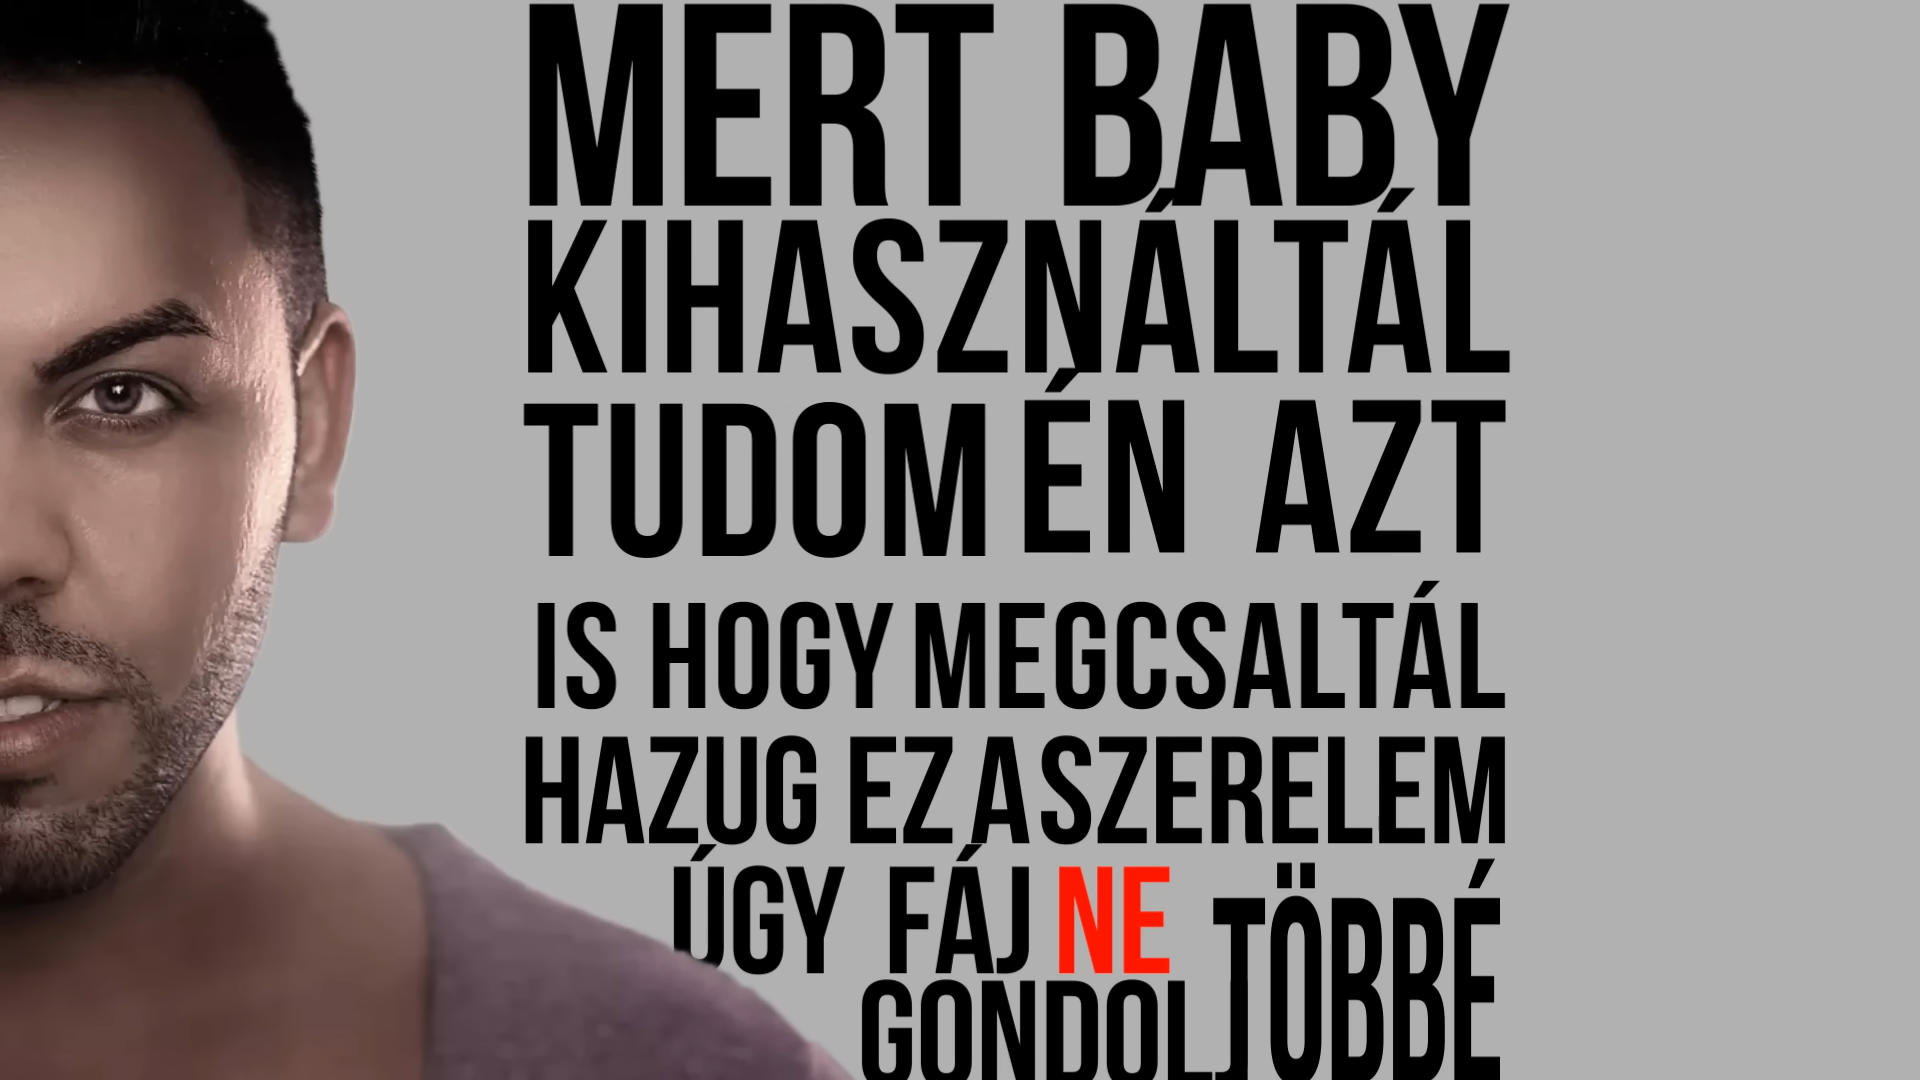 MERT BABY
KIHASZNÁLTÁL
TUDOM ÉN AZT
IS HOGY MEGCSALTÁL
HAZUG EZ A SZERELEM
ÚGY FÁJ NE
GONDOLJ TÖBBÉ